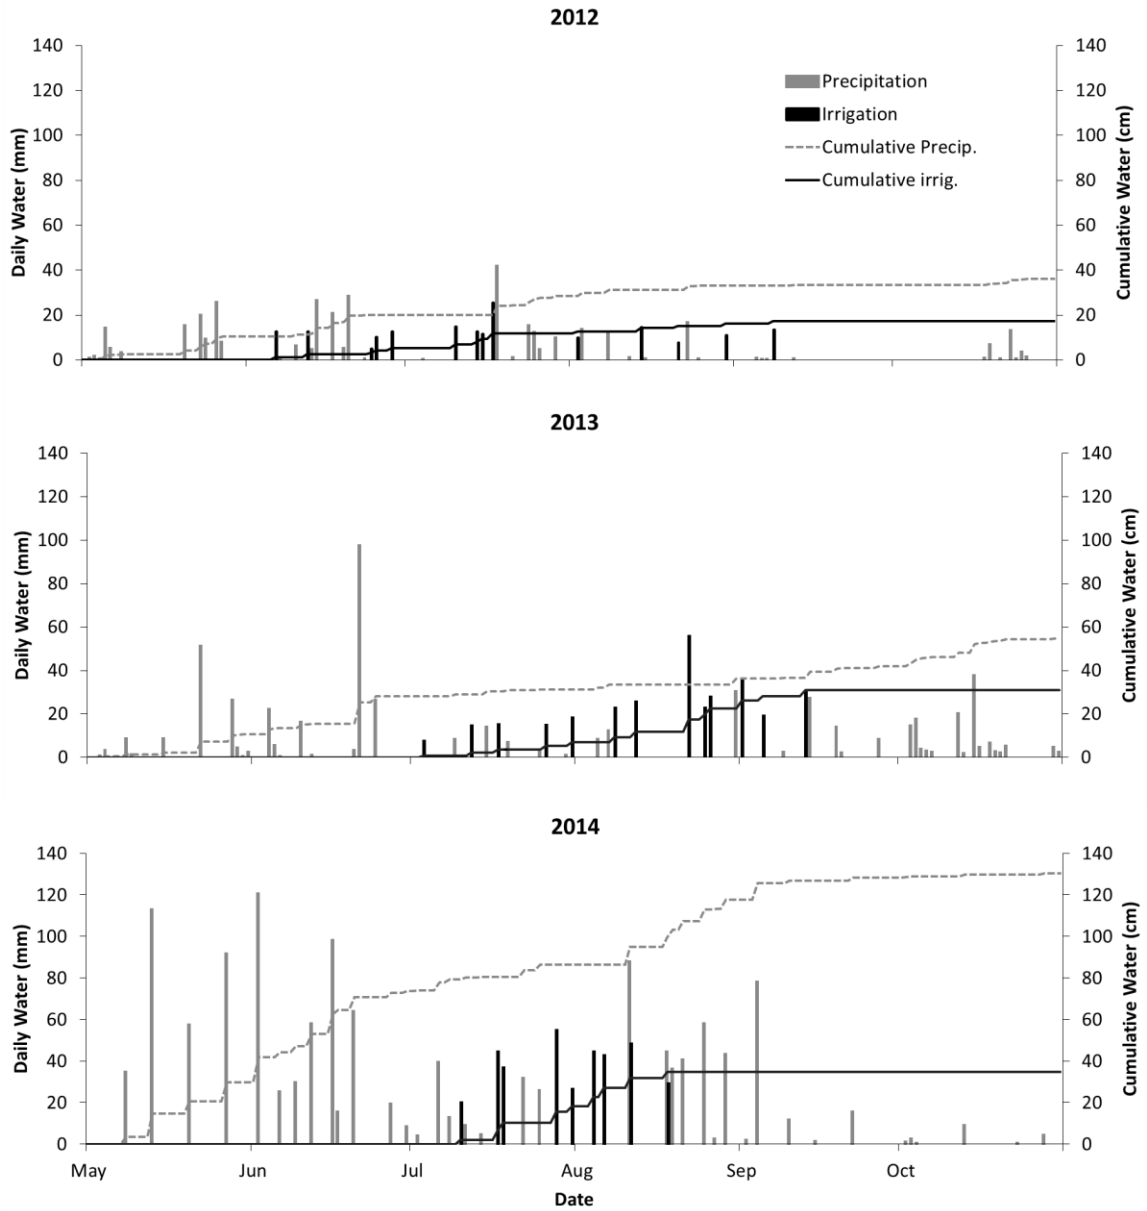 2012
140 140
120 120
100 100
80 80
60 60
40 40
20 20
0 0
Daily Water (mm)
Cumulative Water (cm)
Precipitation
Irrigation
Cumulative Precip.
Cumulative irrig.
2013
140 140
120 120
100 100
80 80
60 60
40 40
20 20
0 0
Daily Water (mm)
Cumulative Water (cm)
2014
140 140
120 120
100 100
80 80
60 60
40 40
20 20
0 0
Daily Water (mm)
Cumulative Water (cm)
May Jun Jul Aug Sep Oct
Date